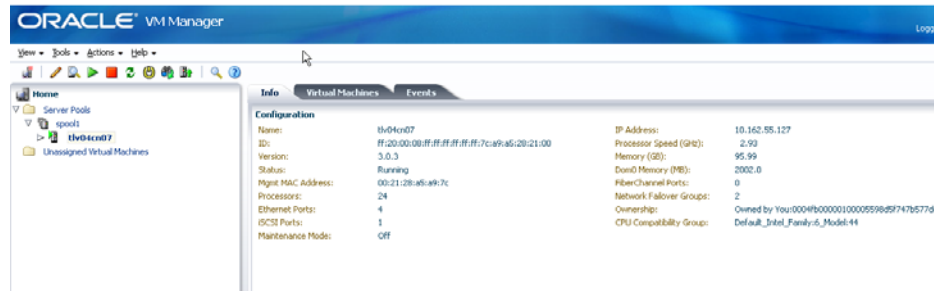 ORACLE VM Manager
Logg
View Tools Actions Help
Home
Server Pools
spool1
tlv04cn07
Unassigned Virtual Machines
Info Virtual Machines Events
Configuration
Name: tlv04cn07 IP Address: 10.162.55.127
ID: ff:20:00:08:ff:ff:ff:ff:ff:ff:7c:a9:a5:28:21:00 Processor Speed (GHz): 2.93
Version: 3.0.3 Memory (GB): 95.99
Status: Running Dom0 Memory (MB): 2002.0
Mgmt MAC Address: 00:21:28:a5:a9:7c FiberChannel Ports: 0
Processors: 24 Network Failover Groups: 2
Ethernet Ports: 4 Ownership: Owned by You:0004fb00000100005598d5f747b577d
iSCSI Ports: 1 CPU Compatibility Group: Default_Intel_Family:6_Model:44
Maintenance Mode: Off